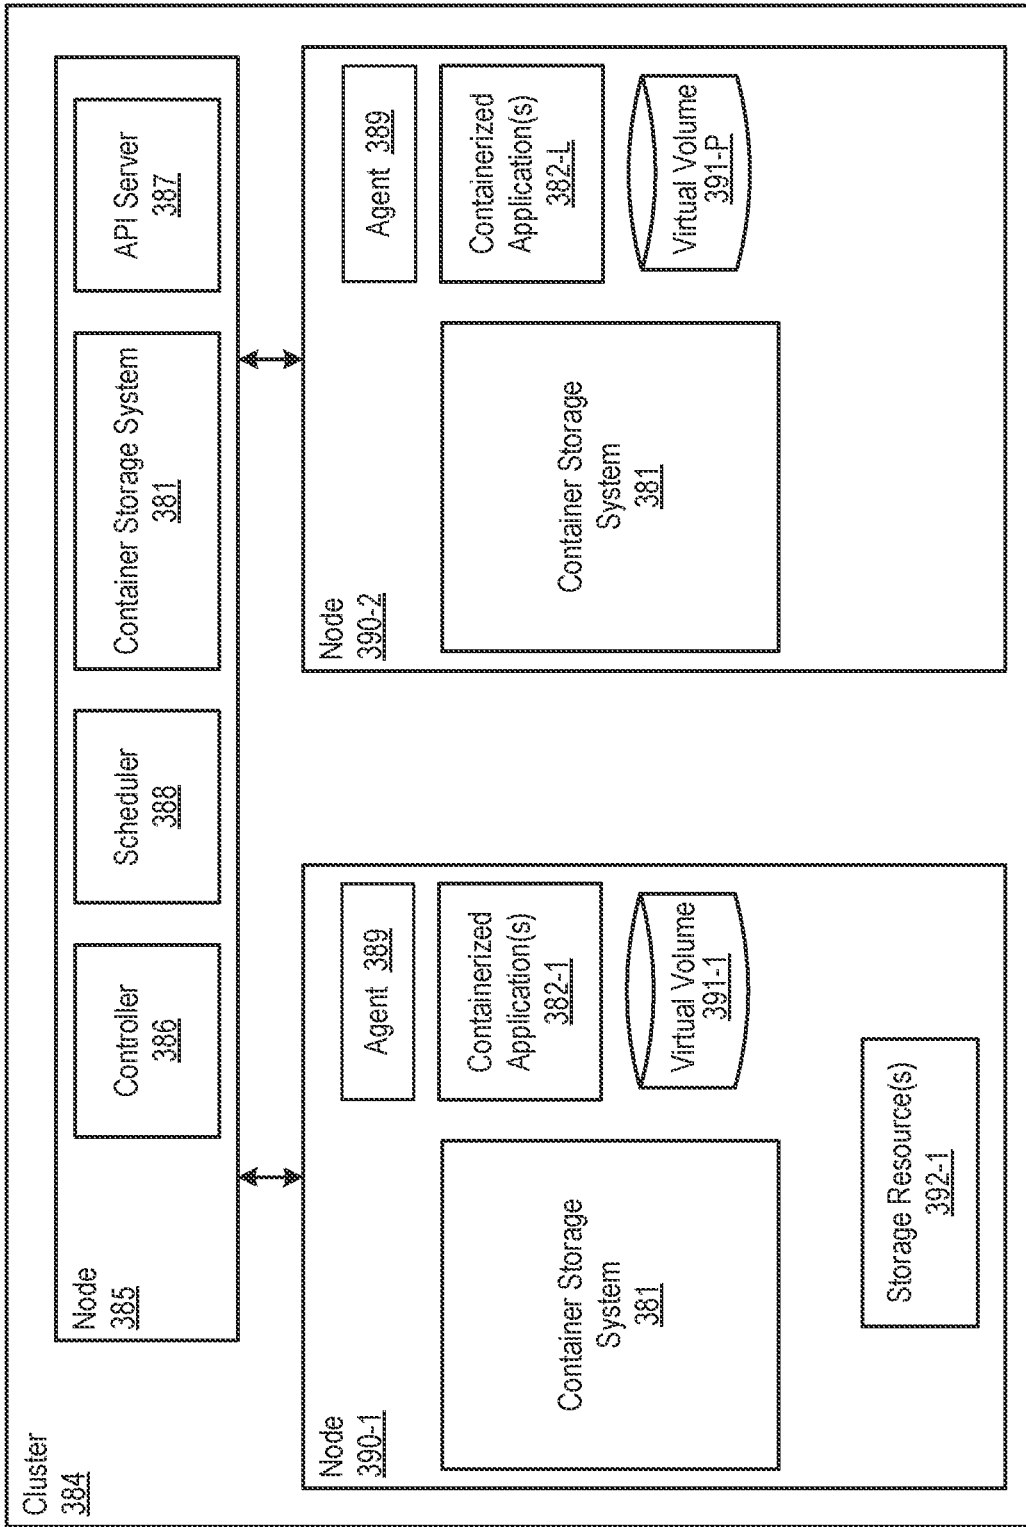 Cluster
384
Node
385
Controller
386
Scheduler
388
Container Storage System
381
API Server
387
Node
390-1
Container Storage
System
381
Agent 389
Containerized
Application(s)
382-1
Virtual Volume
391-1
Storage Resource(s)
392-1
Node
390-2
Container Storage
System
381
Agent 389
Containerized
Application(s)
382-L
Virtual Volume
391-P